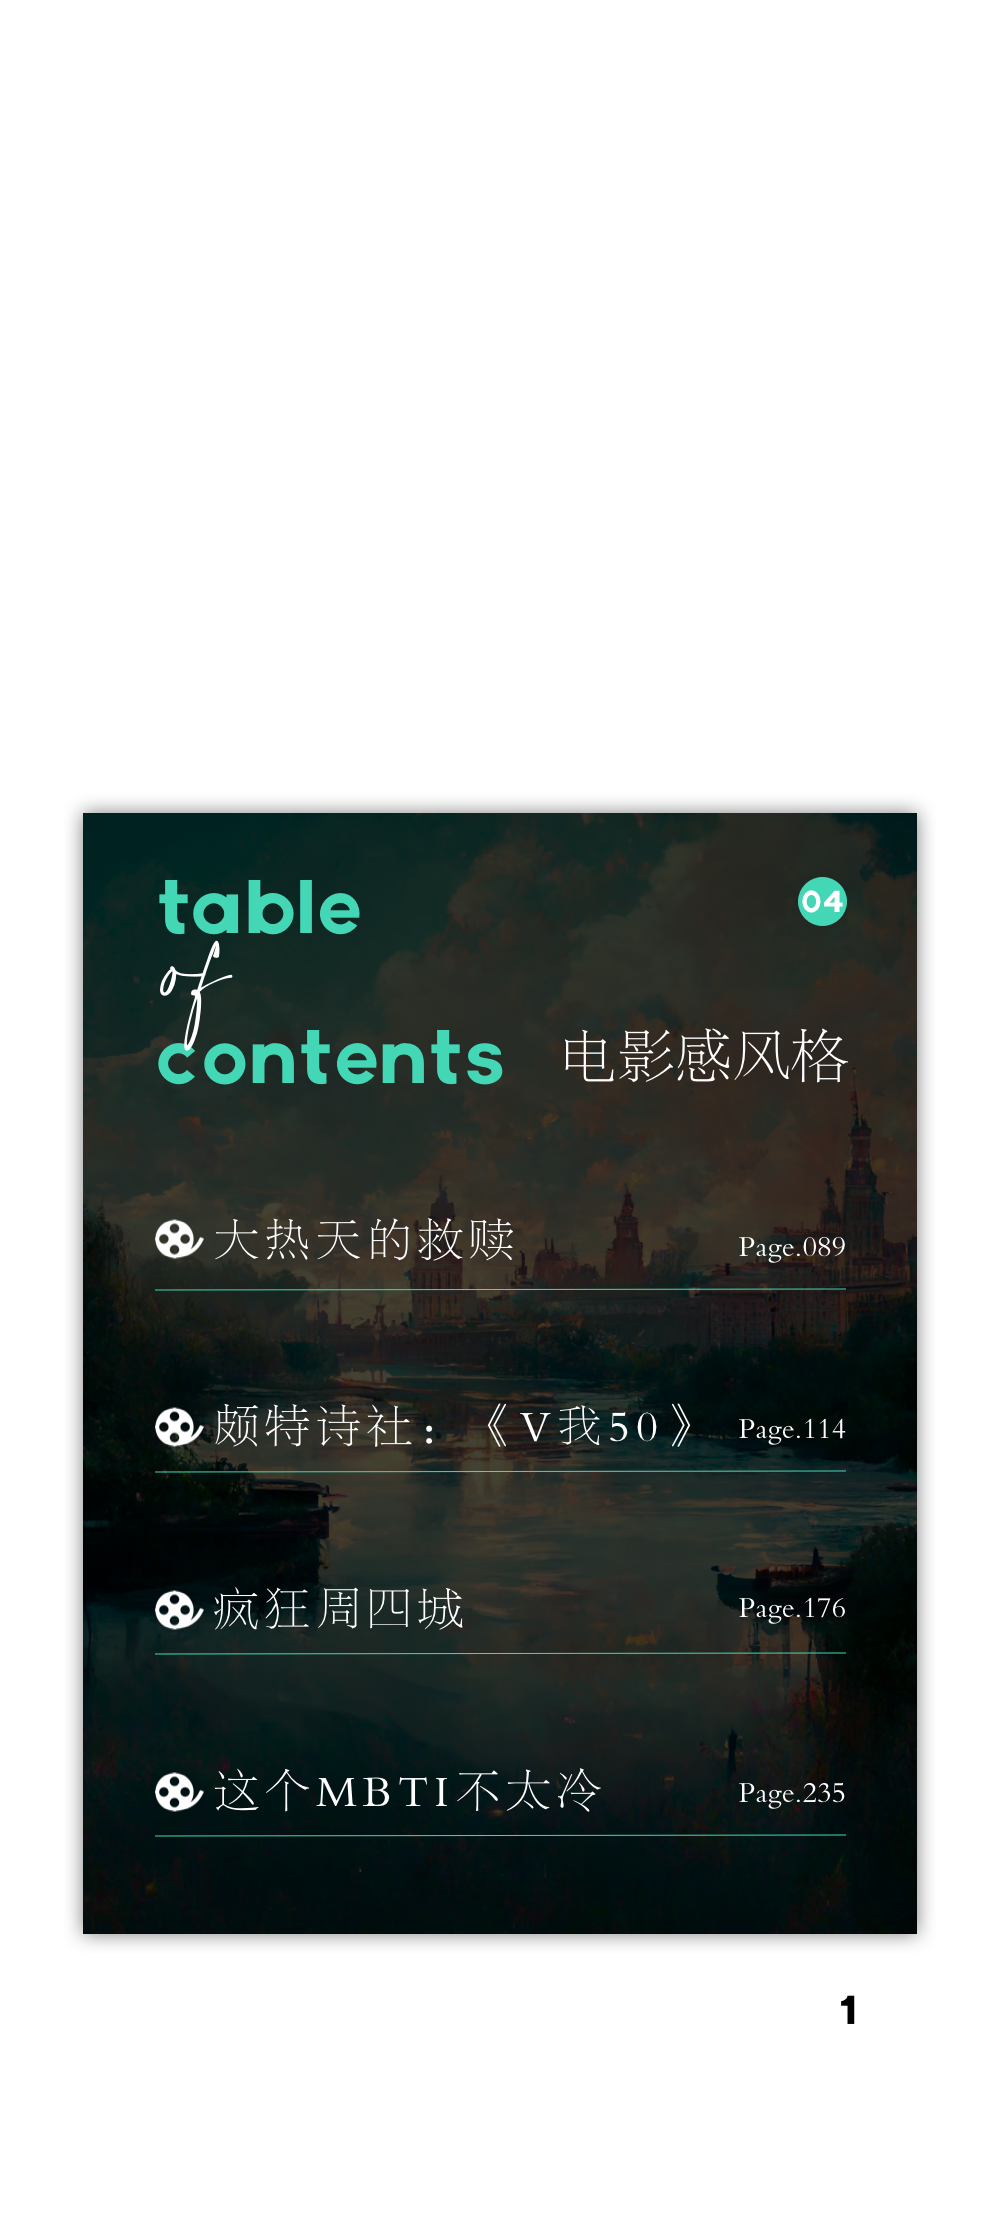 table
04
of
contents 电影感风格
大热天的救赎 Page.089
颇特诗社：《V我50》 Page.114
疯狂周四城 Page.176
这个MBTI不太冷 Page.235
1